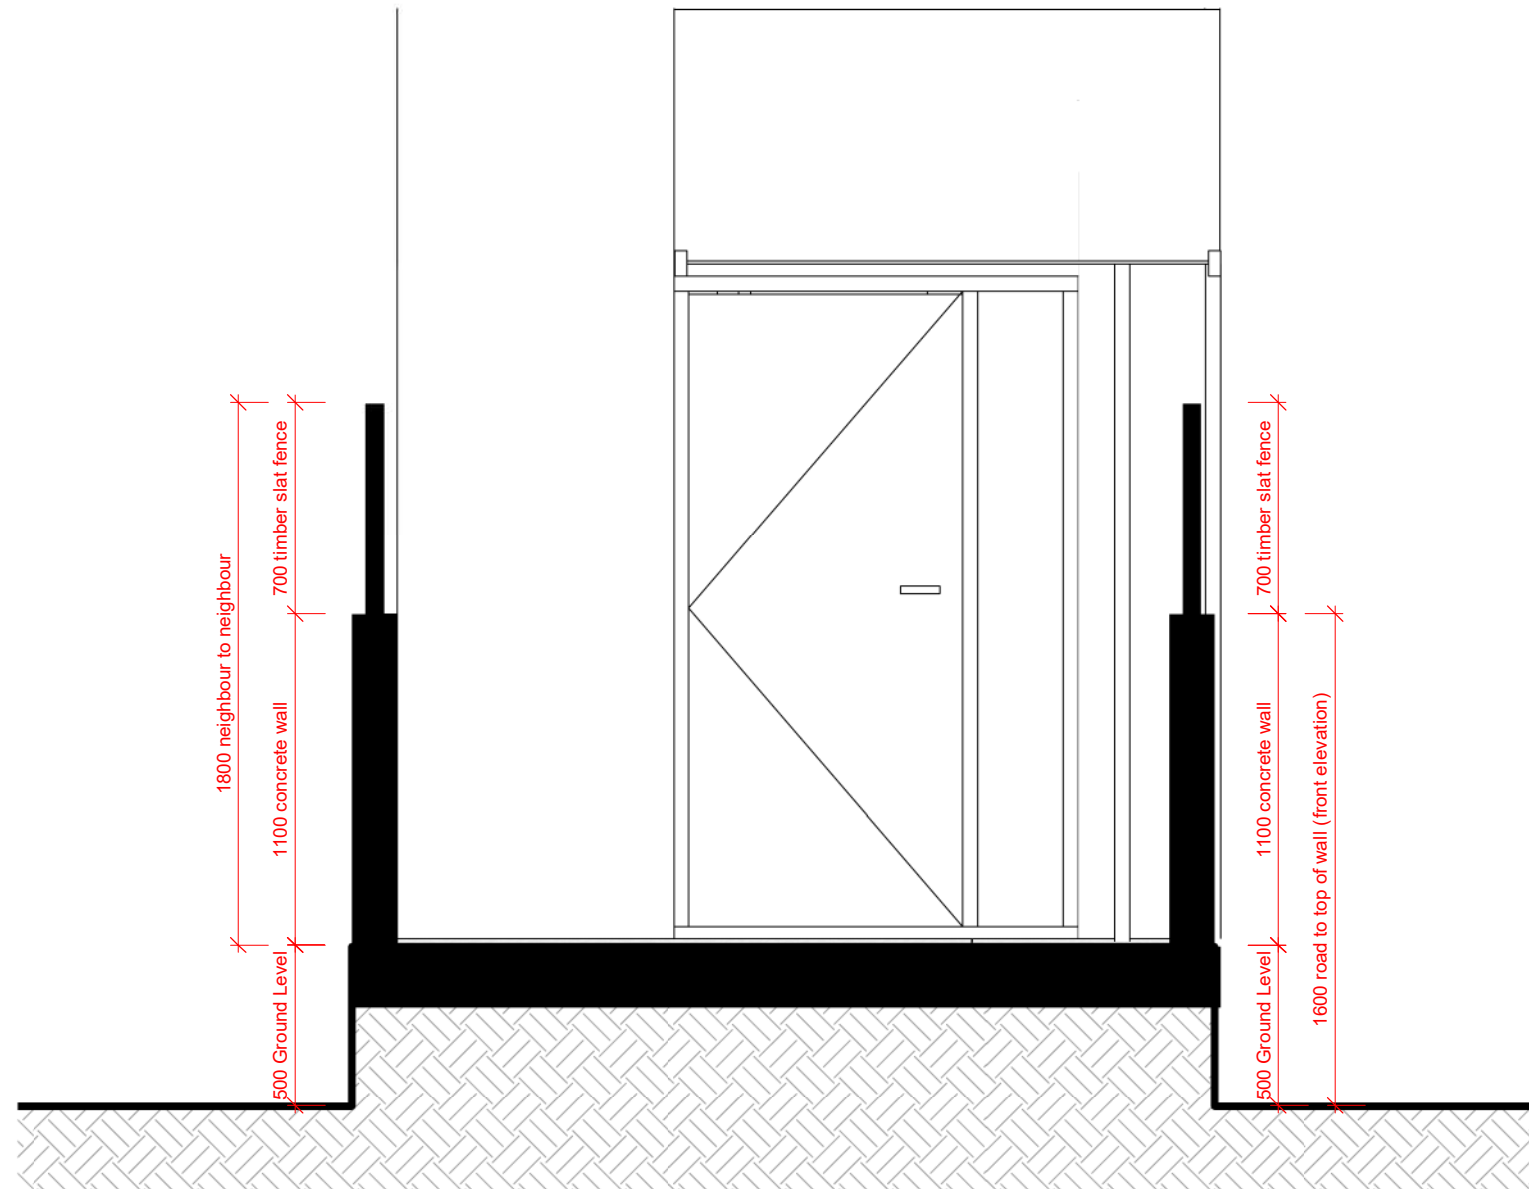 1800 neighbour to neighbour
700 timber slat fence
1100 concrete wall
500 Ground Level
700 timber slat fence
1100 concrete wall
500 Ground Level
1600 road to top of wall (front elevation)